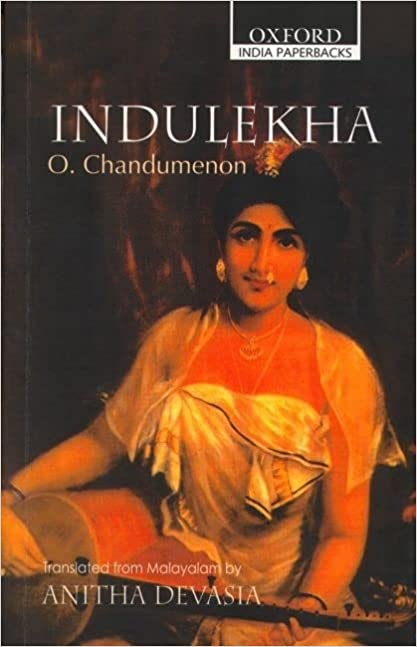 OXFORD
INDIA PAPERBACKS
INDULEKHA
O. Chandumenon
Translated from Malayalam by
ANITHA DEVASIA